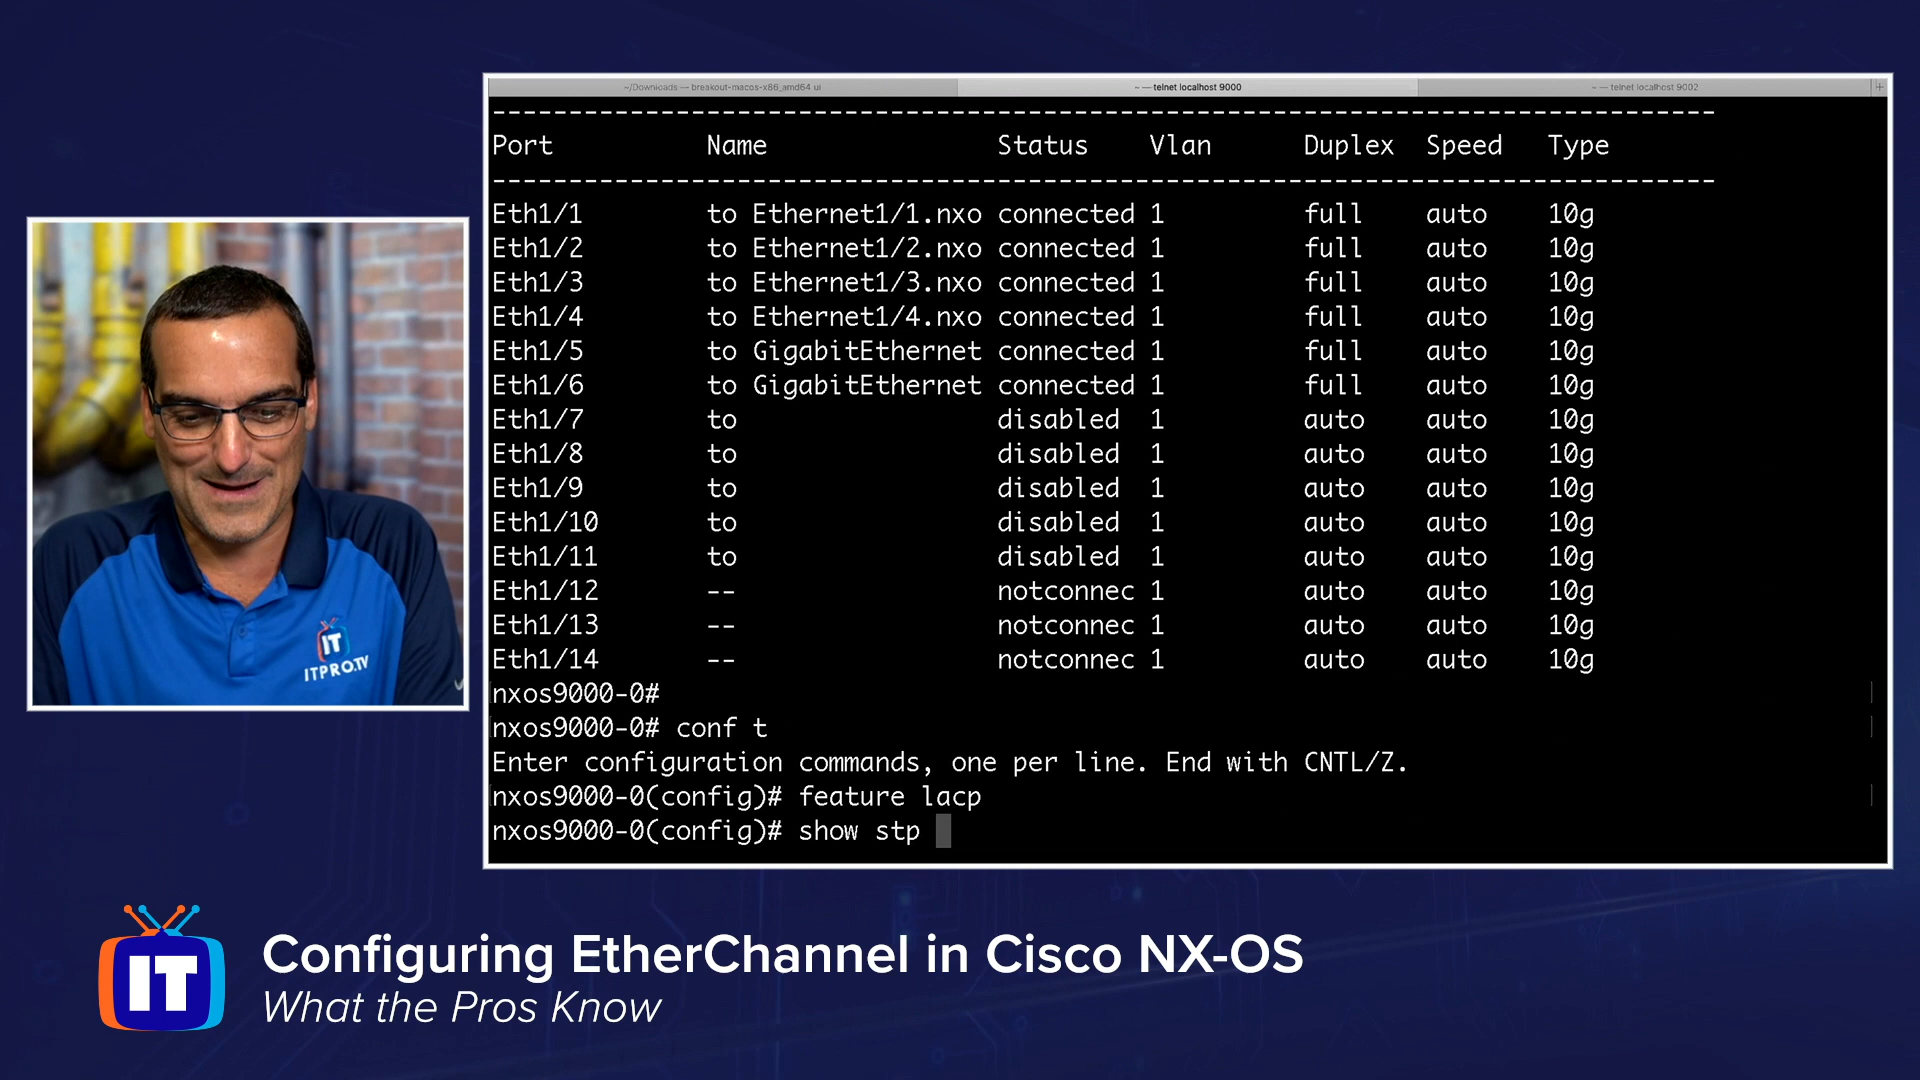 ~/Downloads — breakout-macos-x86_amd64 ui
~ — telnet localhost 9000
~ — telnet localhost 9002
+
--------------------------------------------------------------------------------
Port Name Status Vlan Duplex Speed Type
--------------------------------------------------------------------------------
Eth1/1 to Ethernet1/1.nxo connected 1 full auto 10g
Eth1/2 to Ethernet1/2.nxo connected 1 full auto 10g
Eth1/3 to Ethernet1/3.nxo connected 1 full auto 10g
Eth1/4 to Ethernet1/4.nxo connected 1 full auto 10g
Eth1/5 to GigabitEthernet connected 1 full auto 10g
Eth1/6 to GigabitEthernet connected 1 full auto 10g
Eth1/7 to disabled 1 auto auto 10g
Eth1/8 to disabled 1 auto auto 10g
Eth1/9 to disabled 1 auto auto 10g
Eth1/10 to disabled 1 auto auto 10g
Eth1/11 to disabled 1 auto auto 10g
Eth1/12 -- notconnec 1 auto auto 10g
Eth1/13 -- notconnec 1 auto auto 10g
Eth1/14 -- notconnec 1 auto auto 10g
nxos9000-0#
nxos9000-0# conf t
Enter configuration commands, one per line. End with CNTL/Z.
nxos9000-0(config)# feature lacp
nxos9000-0(config)# show stp
IT
ITPRO.TV
IT
Configuring EtherChannel in Cisco NX-OS
What the Pros Know